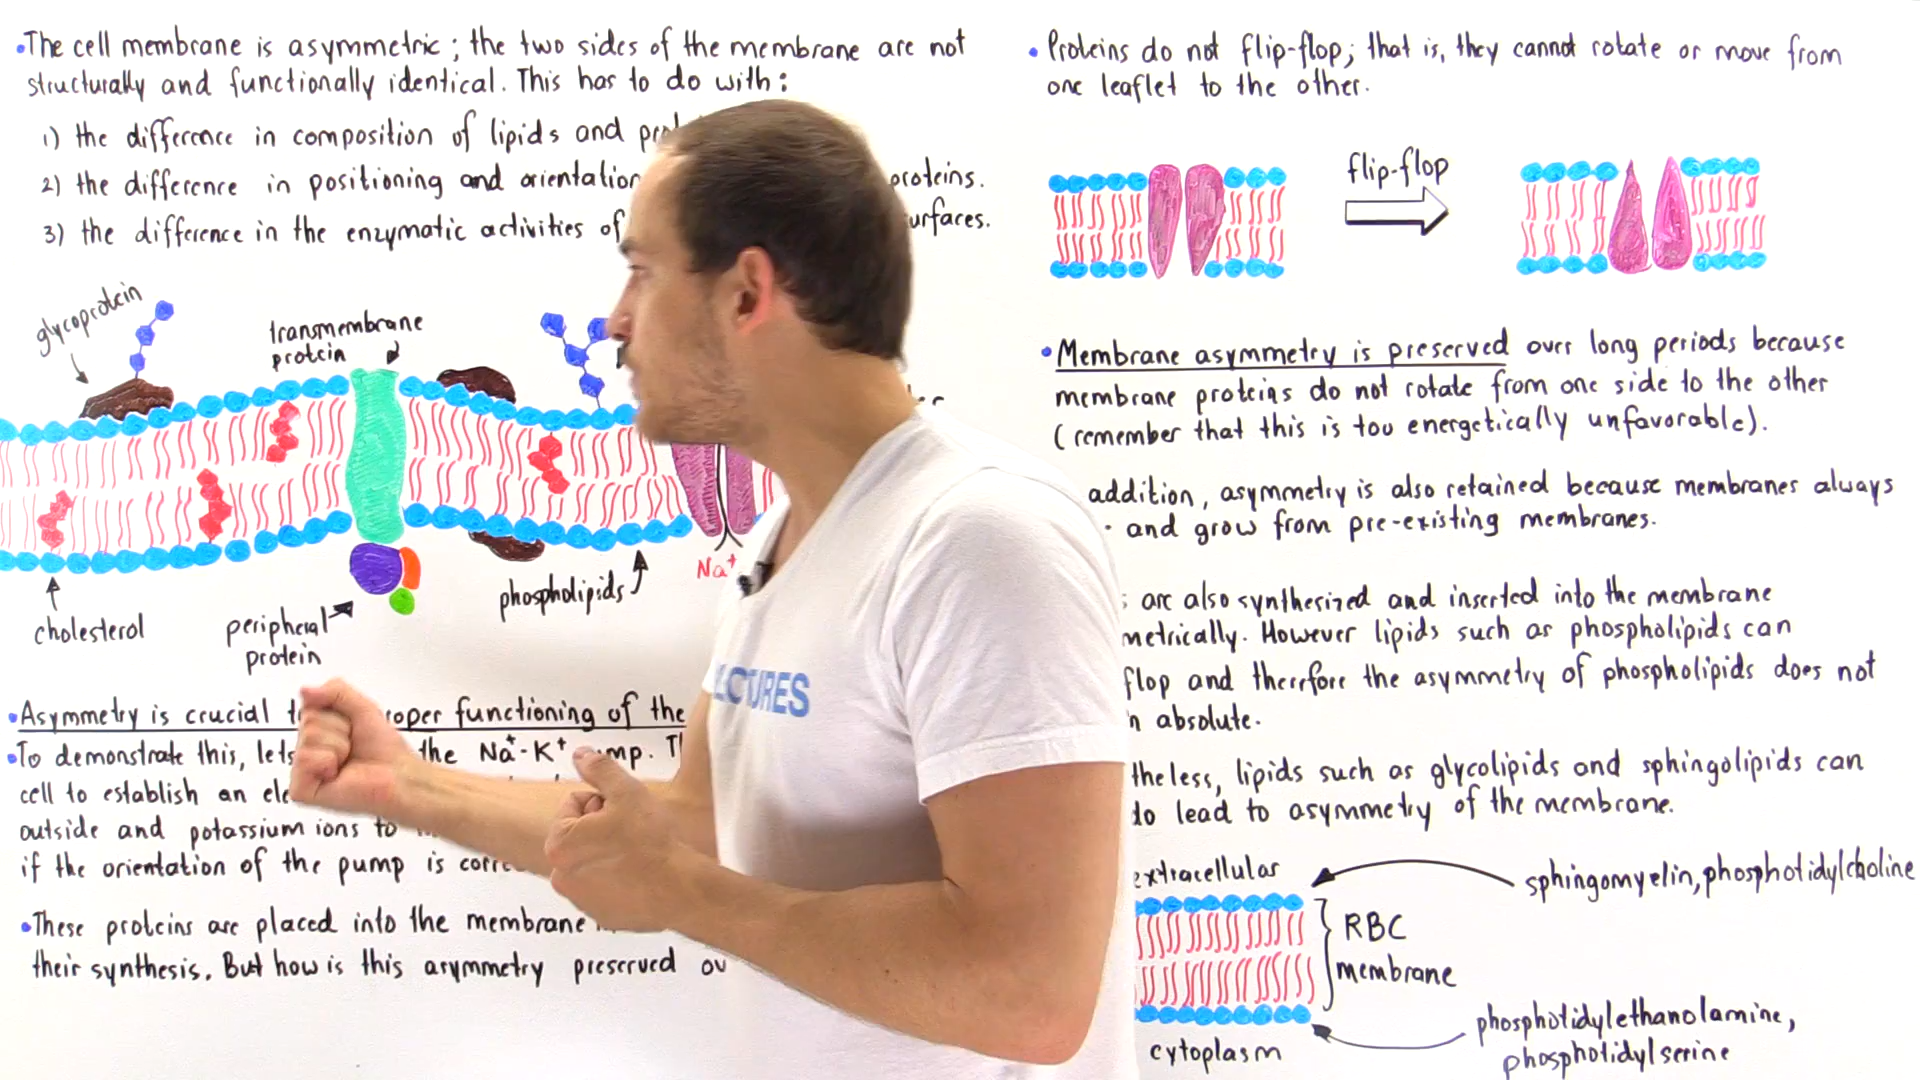 •The cell membrane is asymmetric; the two sides of the membrane are not
structurally and functionally identical. This has to do with:
1) the difference in composition of lipids and
2) the difference in positioning and orientation proteins.
3) the difference in the enzymatic activities of surfaces.
glycoprotein
transmembrane
protein
Na+
phospholipids
cholesterol
peripheral
protein
•Asymmetry is crucial functioning of the
•To demonstrate this, lets the Na+-K+
cell to establish an
outside and potassium ions to
if the orientation of the pump is
•These proteins are placed into the membrane
their synthesis. But how is this asymmetry preserved
LECTURES
• Proteins do not flip-flop; that is, they cannot rotate or move from
one leaflet to the other.
flip-flop
•Membrane asymmetry is preserved over long periods because
membrane proteins do not rotate from one side to the other
(remember that this is too energetically unfavorable).
addition, asymmetry is also retained because membranes always
and grow from pre-existing membranes.
are also synthesized and inserted into the membrane
However lipids such as phospholipids can
flop and therefore the asymmetry of phospholipids does not
absolute.
lipids such as glycolipids and sphingolipids can
do lead to asymmetry of the membrane.
extracellular
sphingomyelin, phosphotidylcholine
RBC
membrane
phosphotidylethanolamine,
phosphotidylserine
cytoplasm